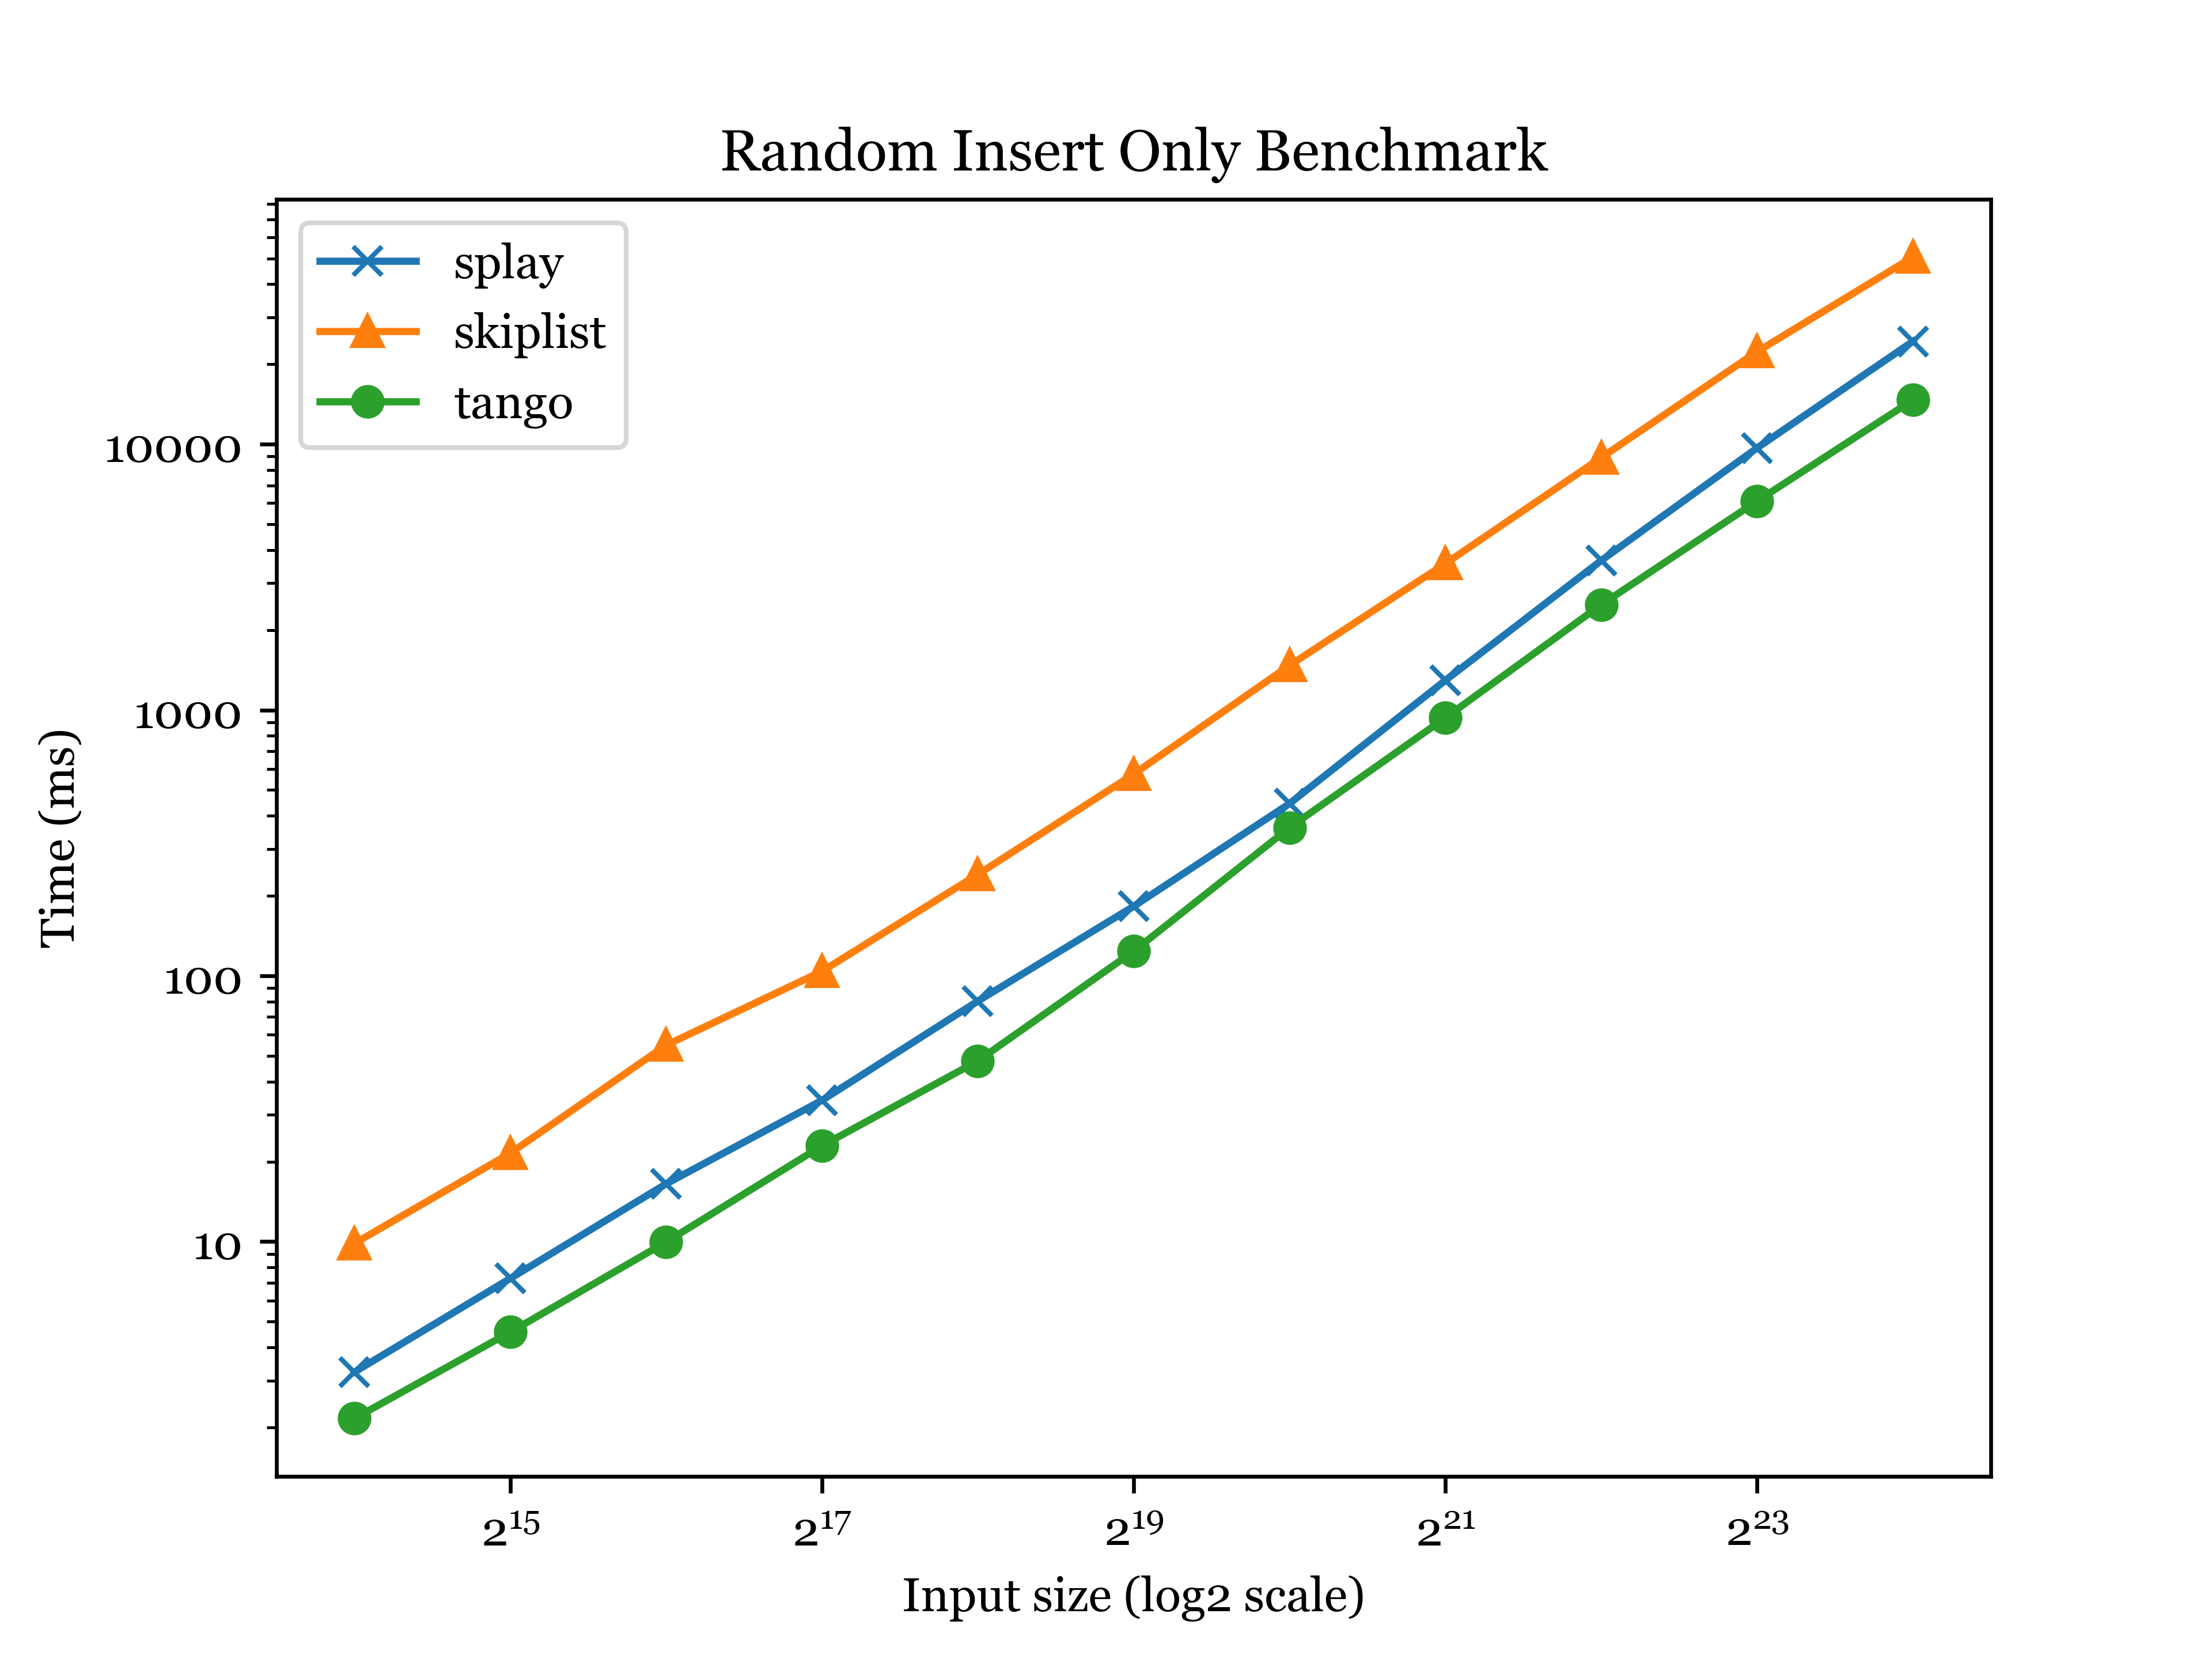 Random Insert Only Benchmark
splay
skiplist
tango
Time (ms)
10000
1000
100
10
2¹⁵ 2¹⁷ 2¹⁹ 2²¹ 2²³
Input size (log2 scale)